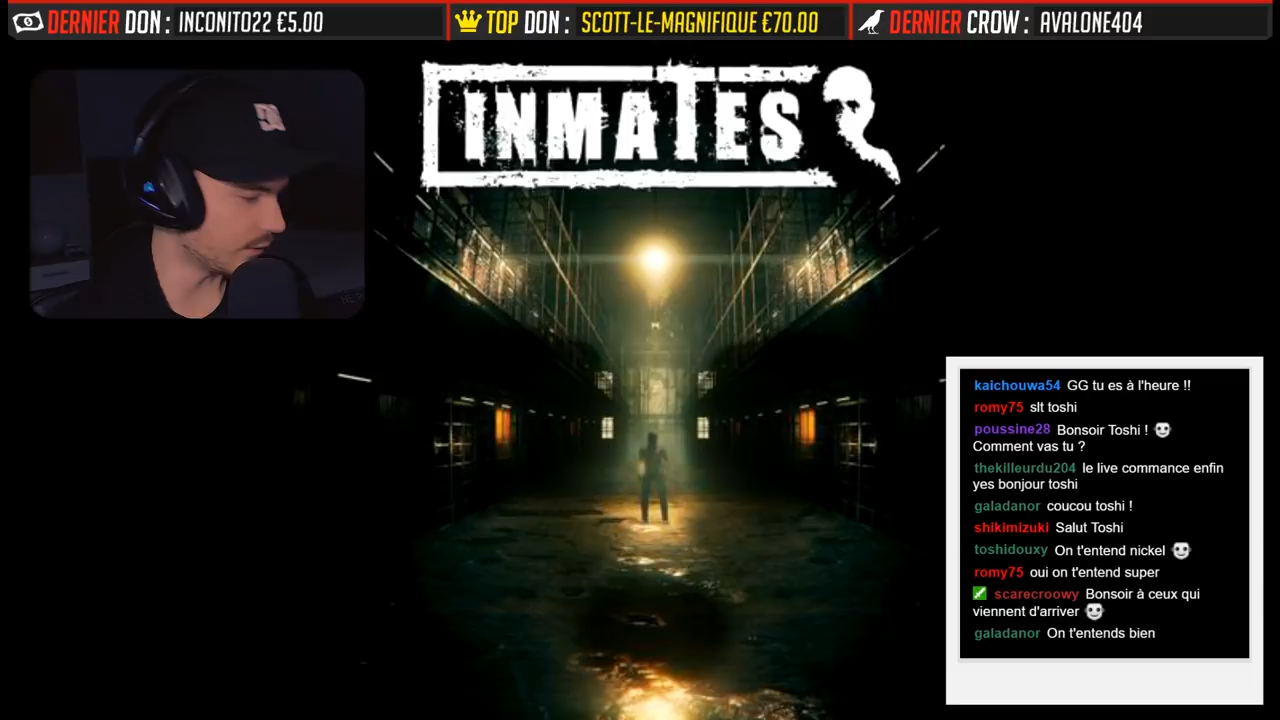 DERNIER DON : INCONITO22 €5.00
TOP DON : SCOTT-LE-MAGNIFIQUE €70.00
DERNIER CROW : AVALONE404
INMATES
kaichouwa54 GG tu es à l'heure !!
romy75 slt toshi
poussine28 Bonsoir Toshi !
Comment vas tu ?
thekilleurdu204 le live commance enfin
yes bonjour toshi
galadanor coucou toshi !
shikimizuki Salut Toshi
toshidouxy On t'entend nickel
romy75 oui on t'entend super
scarecroowy Bonsoir à ceux qui
viennent d'arriver
galadanor On t'entends bien